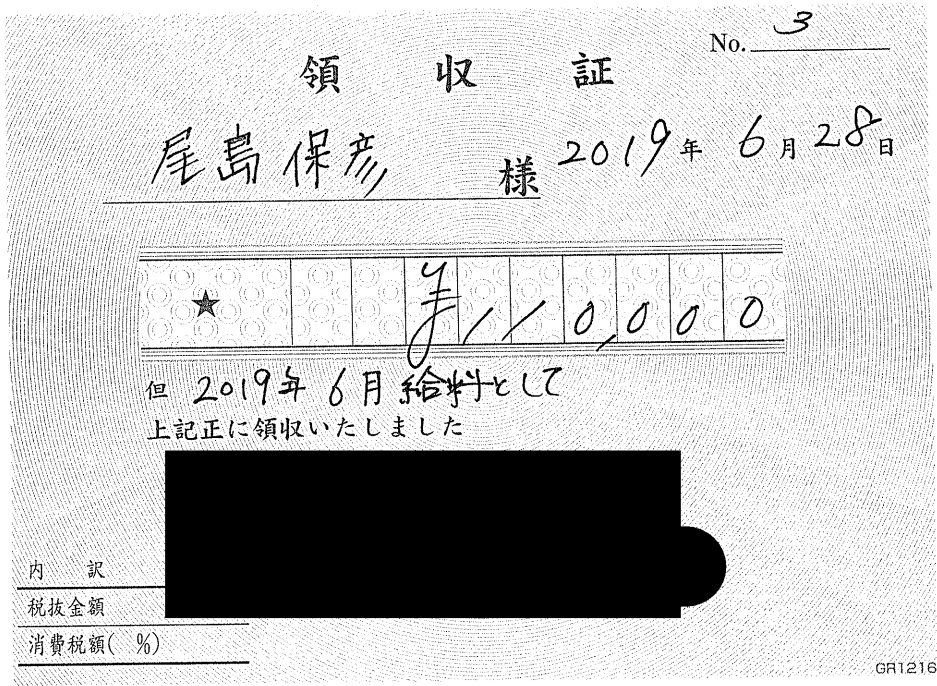 No. 3
領収証
尾島保彦 様 2019年 6月28日
★ ¥110,000
但 2019年6月給料として
上記正に領収いたしました
内訳
税抜金額
消費税額( %)
GR1216